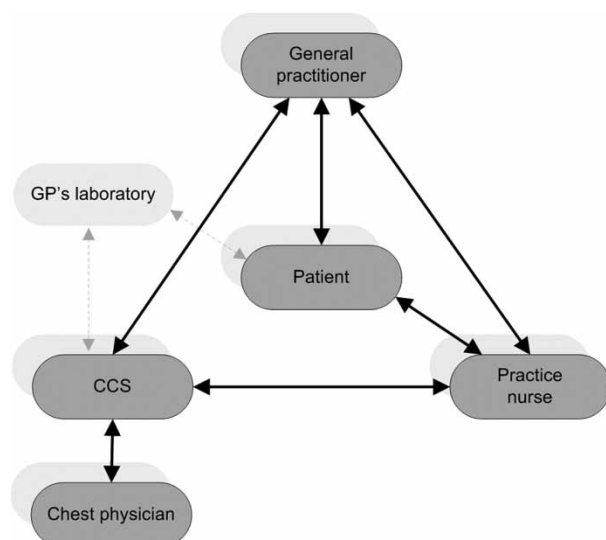 General
practitioner
GP's laboratory
Patient
CCS
Practice
nurse
Chest physician